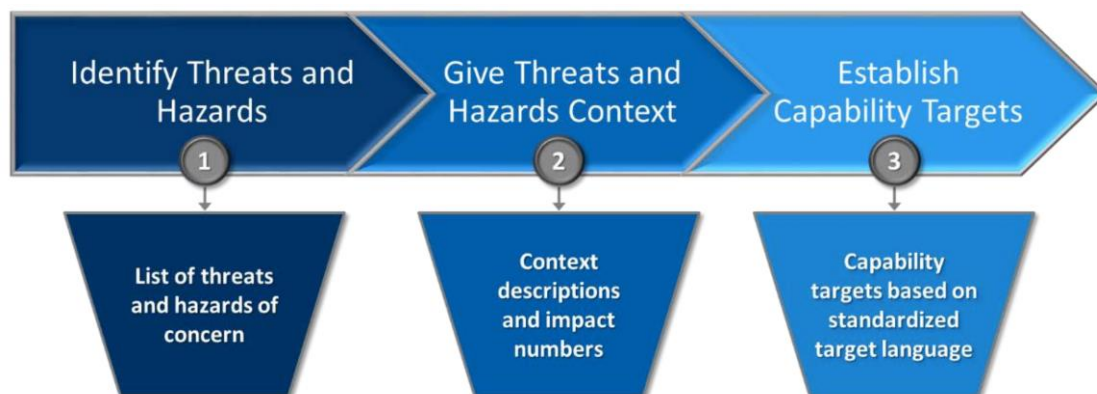 Identify Threats and
Hazards
Give Threats and
Hazards Context
Establish
Capability Targets
1
2
3
List of threats
and hazards of
concern
Context
descriptions
and impact
numbers
Capability
targets based on
standardized
target language